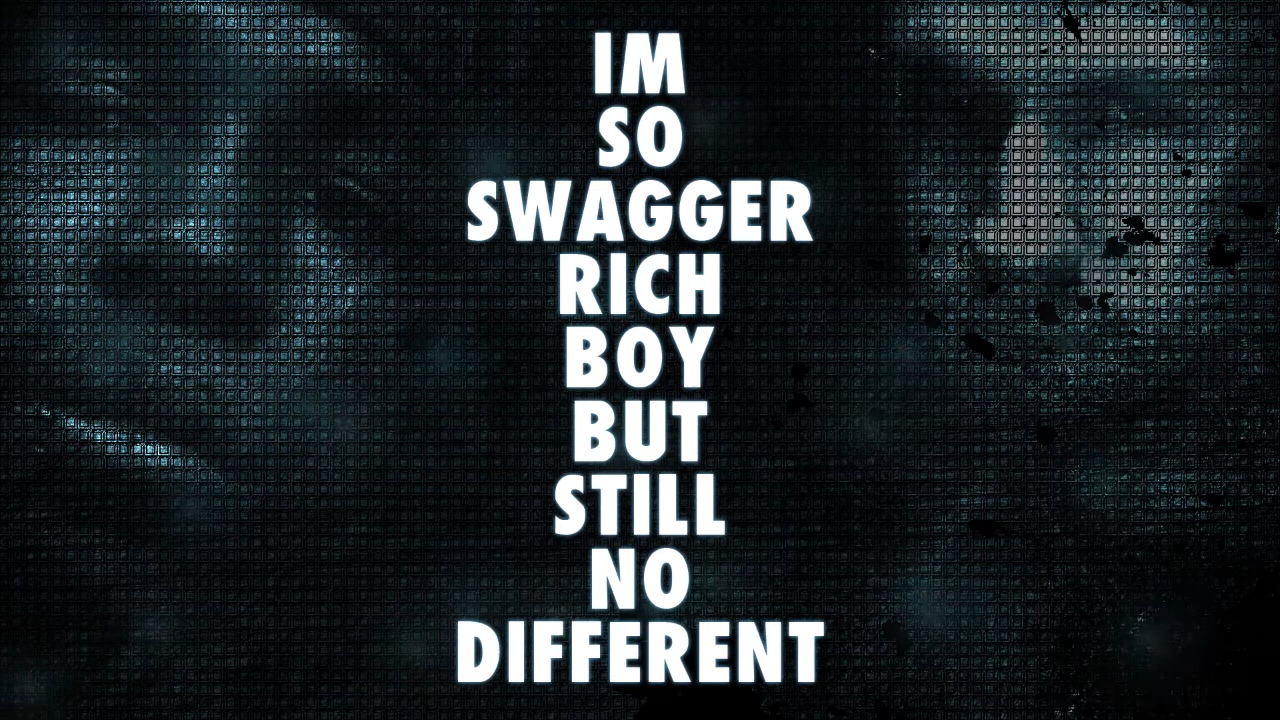 IM
SO
SWAGGER
RICH
BOY
BUT
STILL
NO
DIFFERENT